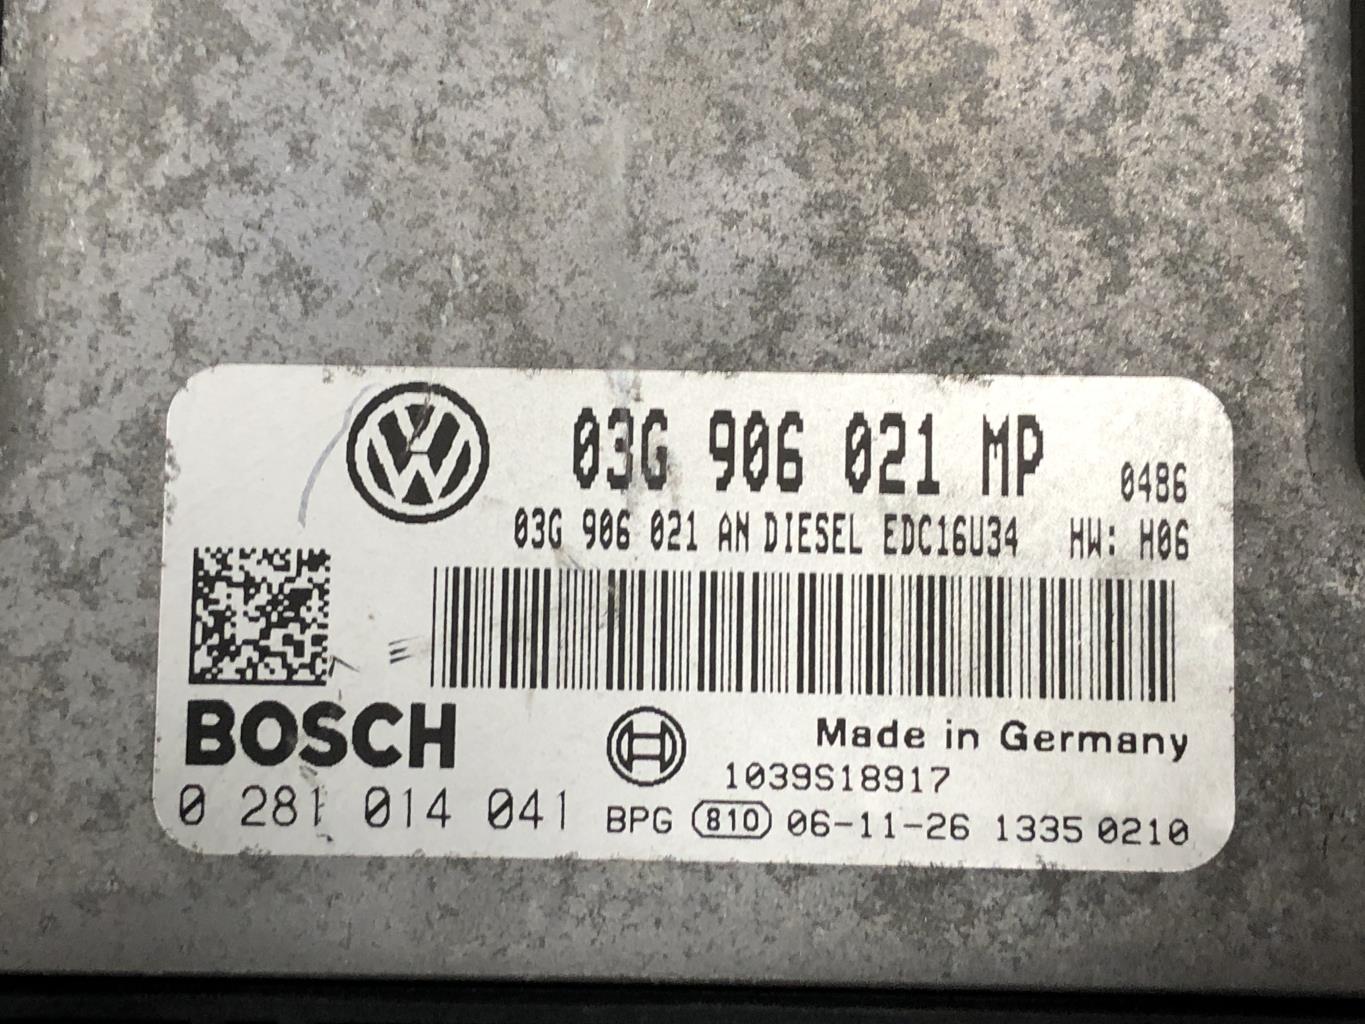 03G 906 021 MP 0486
03G 906 021 AN DIESEL EDC16U34 HW: H06
BOSCH
Made in Germany
1039S18917
0 281 014 041 BPG 810 06-11-26 1335 0210